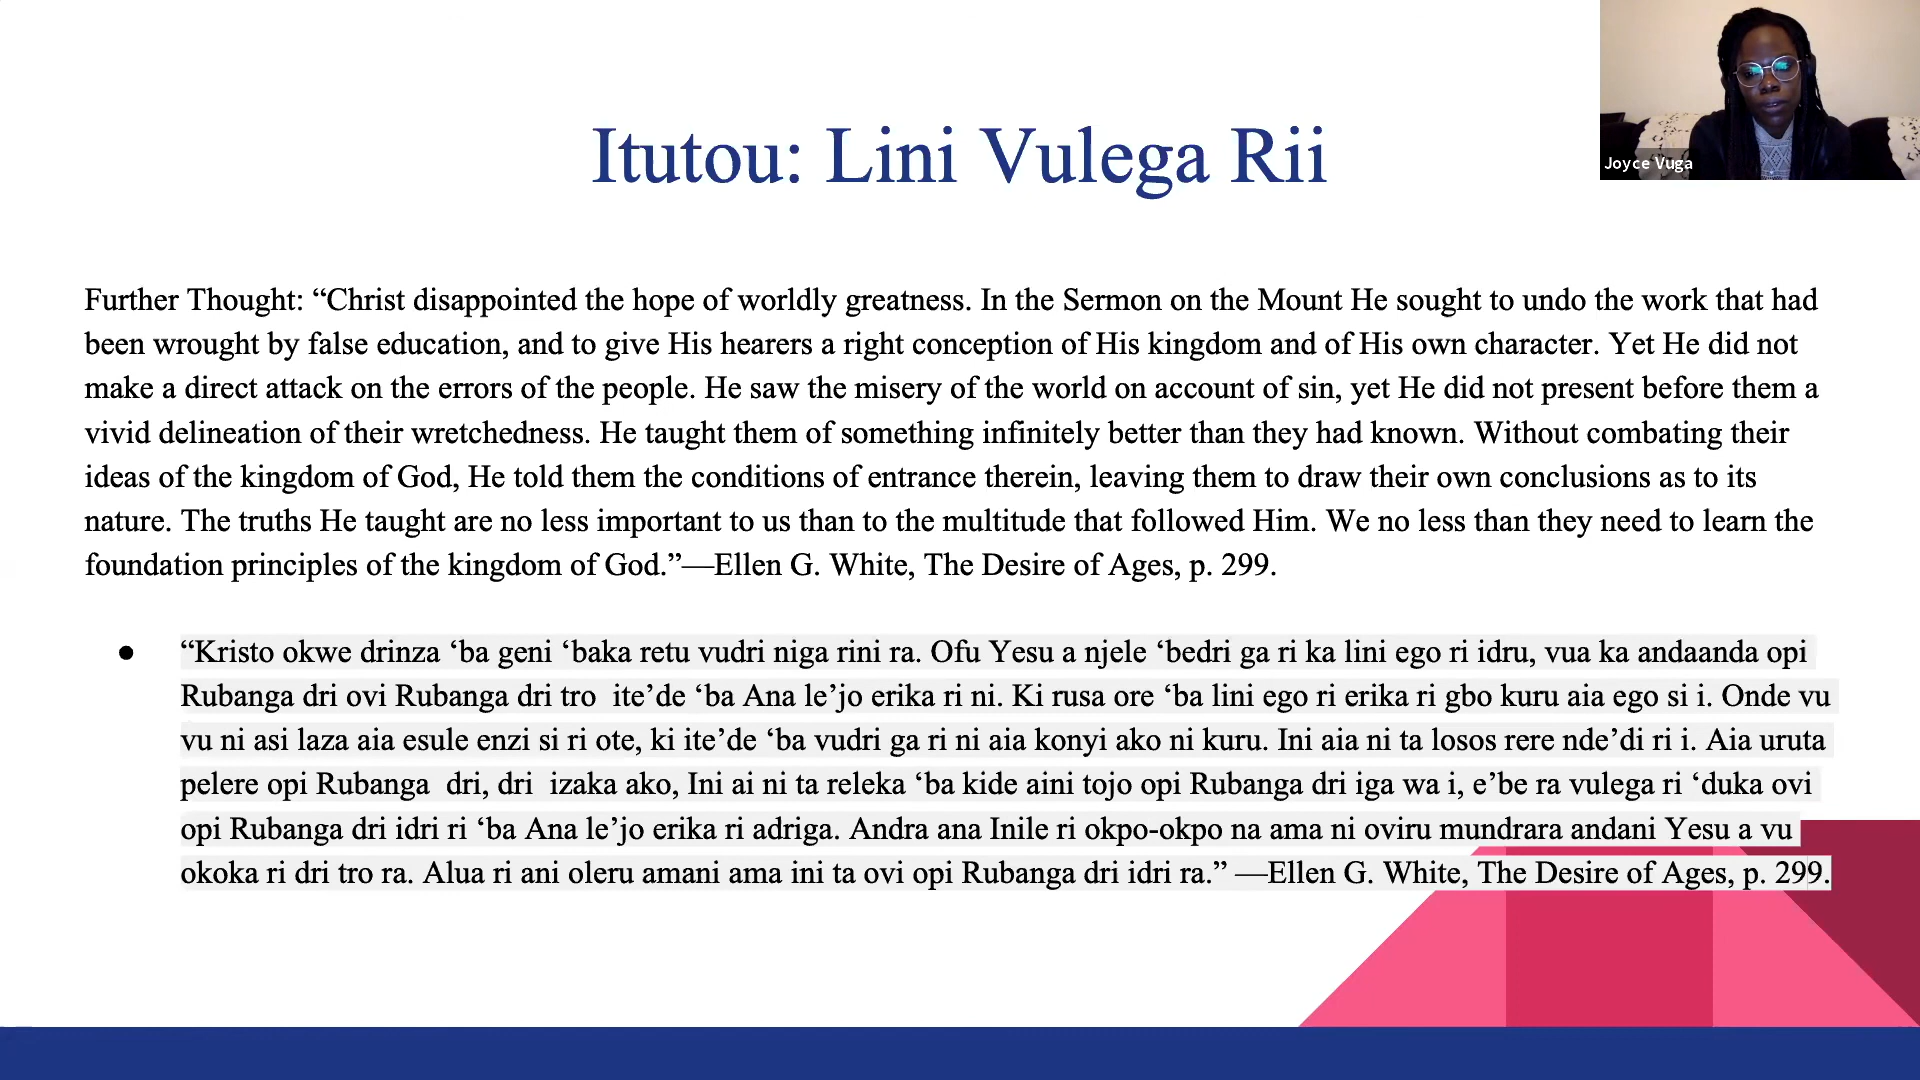 Itutou: Lini Vulega Rii
Joyce Vuga
Further Thought: “Christ disappointed the hope of worldly greatness. In the Sermon on the Mount He sought to undo the work that had
been wrought by false education, and to give His hearers a right conception of His kingdom and of His own character. Yet He did not
make a direct attack on the errors of the people. He saw the misery of the world on account of sin, yet He did not present before them a
vivid delineation of their wretchedness. He taught them of something infinitely better than they had known. Without combating their
ideas of the kingdom of God, He told them the conditions of entrance therein, leaving them to draw their own conclusions as to its
nature. The truths He taught are no less important to us than to the multitude that followed Him. We no less than they need to learn the
foundation principles of the kingdom of God.”—Ellen G. White, The Desire of Ages, p. 299.
● “Kristo okwe drinza ‘ba geni ‘baka retu vudri niga rini ra. Ofu Yesu a njele ‘bedri ga ri ka lini ego ri idru, vua ka andaanda opi
Rubanga dri ovi Rubanga dri tro ite’de ‘ba Ana le’jo erika ri ni. Ki rusa ore ‘ba lini ego ri erika ri gbo kuru aia ego si i. Onde vu
vu ni asi laza aia esule enzi si ri ote, ki ite’de ‘ba vudri ga ri ni aia konyi ako ni kuru. Ini aia ni ta losos rere nde’di ri i. Aia uruta
pelere opi Rubanga dri, dri izaka ako, Ini ai ni ta releka ‘ba kide aini tojo opi Rubanga dri iga wa i, e’be ra vulega ri ‘duka ovi
opi Rubanga dri idri ri ‘ba Ana le’jo erika ri adriga. Andra ana Inile ri okpo-okpo na ama ni oviru mundrara andani Yesu a vu
okoka ri dri tro ra. Alua ri ani oleru amani ama ini ta ovi opi Rubanga dri idri ra.” —Ellen G. White, The Desire of Ages, p. 299.